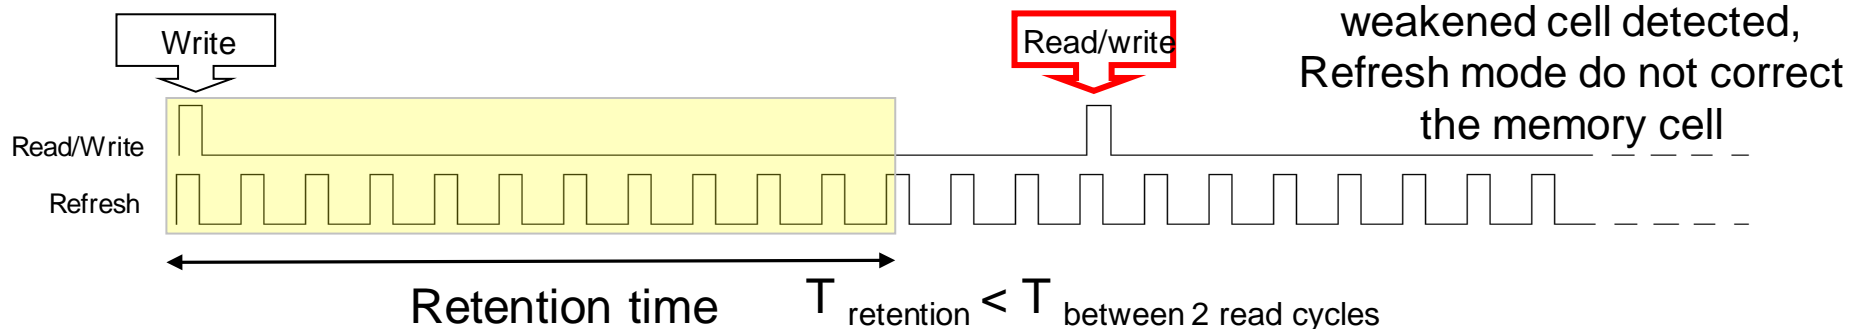 weakened cell detected,
Write
Read/write
Refresh mode do not correct
the memory cell
Read/Write
Refresh
Retention time
T retention < T between 2 read cycles